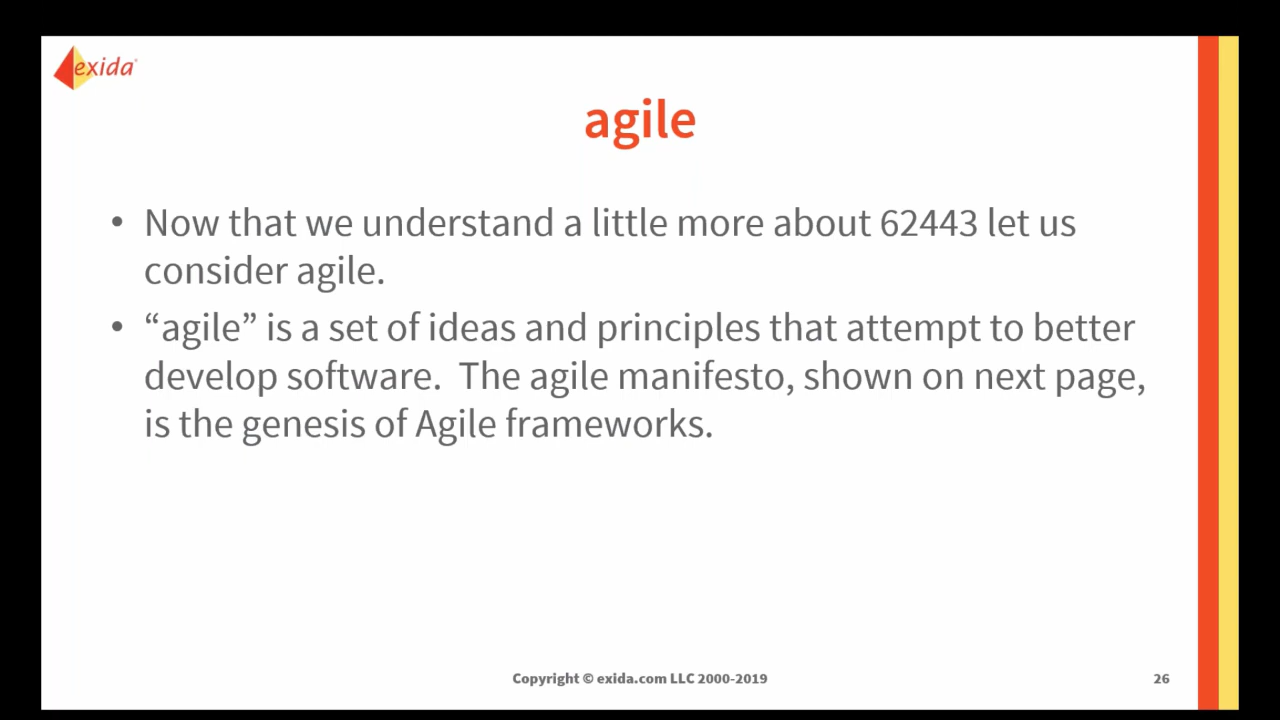 exida
agile
• Now that we understand a little more about 62443 let us
consider agile.
• “agile” is a set of ideas and principles that attempt to better
develop software.  The agile manifesto, shown on next page,
is the genesis of Agile frameworks.
Copyright © exida.com LLC 2000-2019
26